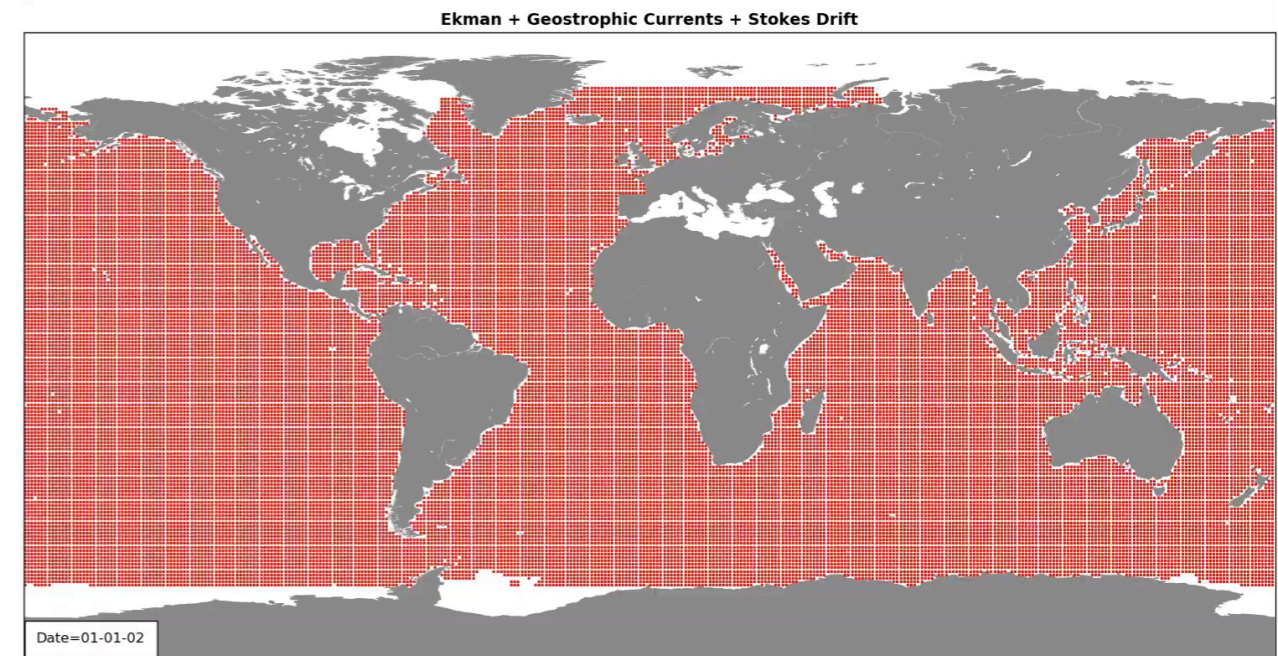 Ekman + Geostrophic Currents + Stokes Drift
Date=01-01-02